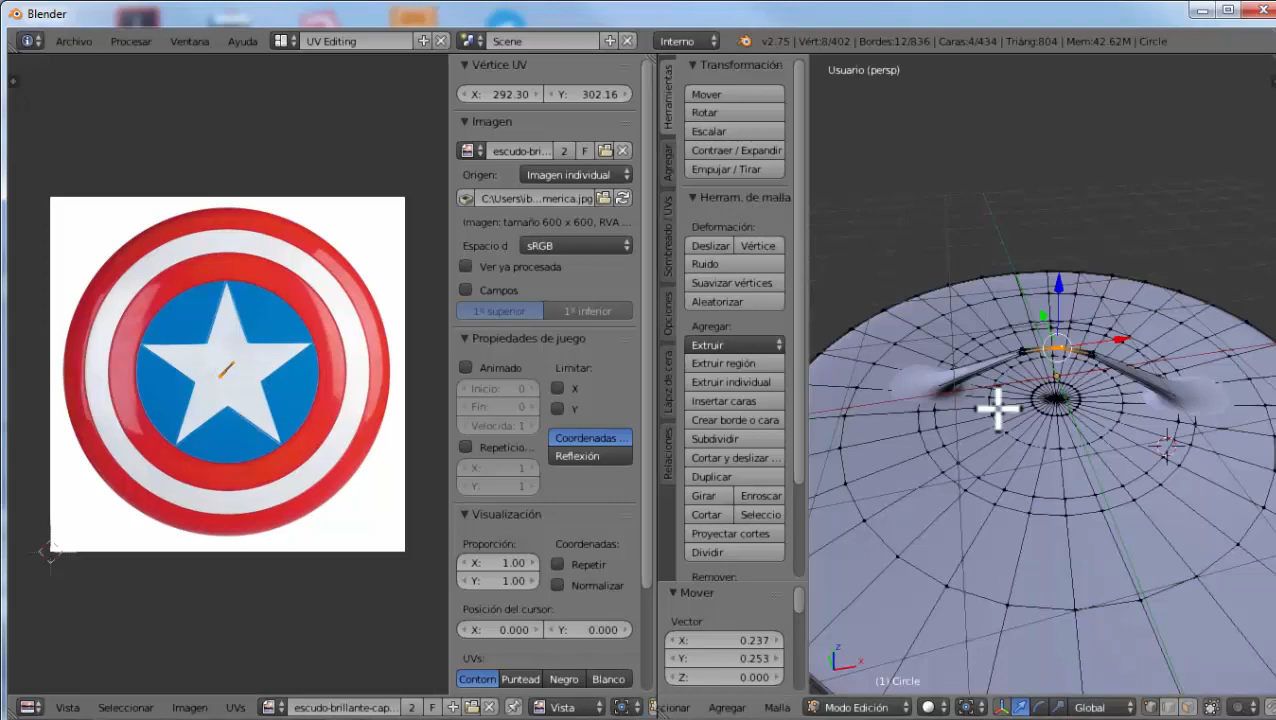 Blender
Archivo Procesar Ventana Ayuda UV Editing Scene Interno v2.75 | Vért:8/402 | Bordes:12/836 | Caras:4/434 | Triáng:804 | Mem:42.62M | Circle
Vértice UV
X: 292.30 Y: 302.16
Imagen
escudo-bri... 2 F
Origen: Imagen individual
C:\Users\ib...merica.jpg
Imagen: tamaño 600 x 600, RVA ...
Espacio d sRGB
Ver ya procesada
Campos
1º superior 1º inferior
Propiedades de juego
Animado Limitar:
Inicio: 0 X
Fin: 0 Y
Velocida: 1
Coordenadas ...
Repeticio... Reflexión
X: 1
Y: 1
Visualización
Proporción: Coordenadas:
X: 1.00 Repetir
Y: 1.00 Normalizar
Posición del cursor:
X: 0.000 Y: 0.000
UVs:
Contorn Puntead Negro Blanco
Herramientas
Agregar
Sombreado / UVs
Opciones
Lápiz de cera
Relaciones
Transformación
Mover
Rotar
Escalar
Contraer / Expandir
Empujar / Tirar
Herram. de malla
Deformación:
Deslizar Vértice
Ruido
Suavizar vértices
Aleatorizar
Agregar:
Extruir
Extruir región
Extruir individual
Insertar caras
Crear borde o cara
Subdividir
Cortar y deslizar ...
Duplicar
Girar Enroscar
Cortar Seleccio
Proyectar cortes
Dividir
Remover:
Mover
Vector
X: 0.237
Y: 0.253
Z: 0.000
Usuario (persp)
z
x
(1) Circle
Vista Seleccionar Imagen UVs escudo-brillante-cap... 2 F Vista
cionar Agregar Malla Modo Edición Global